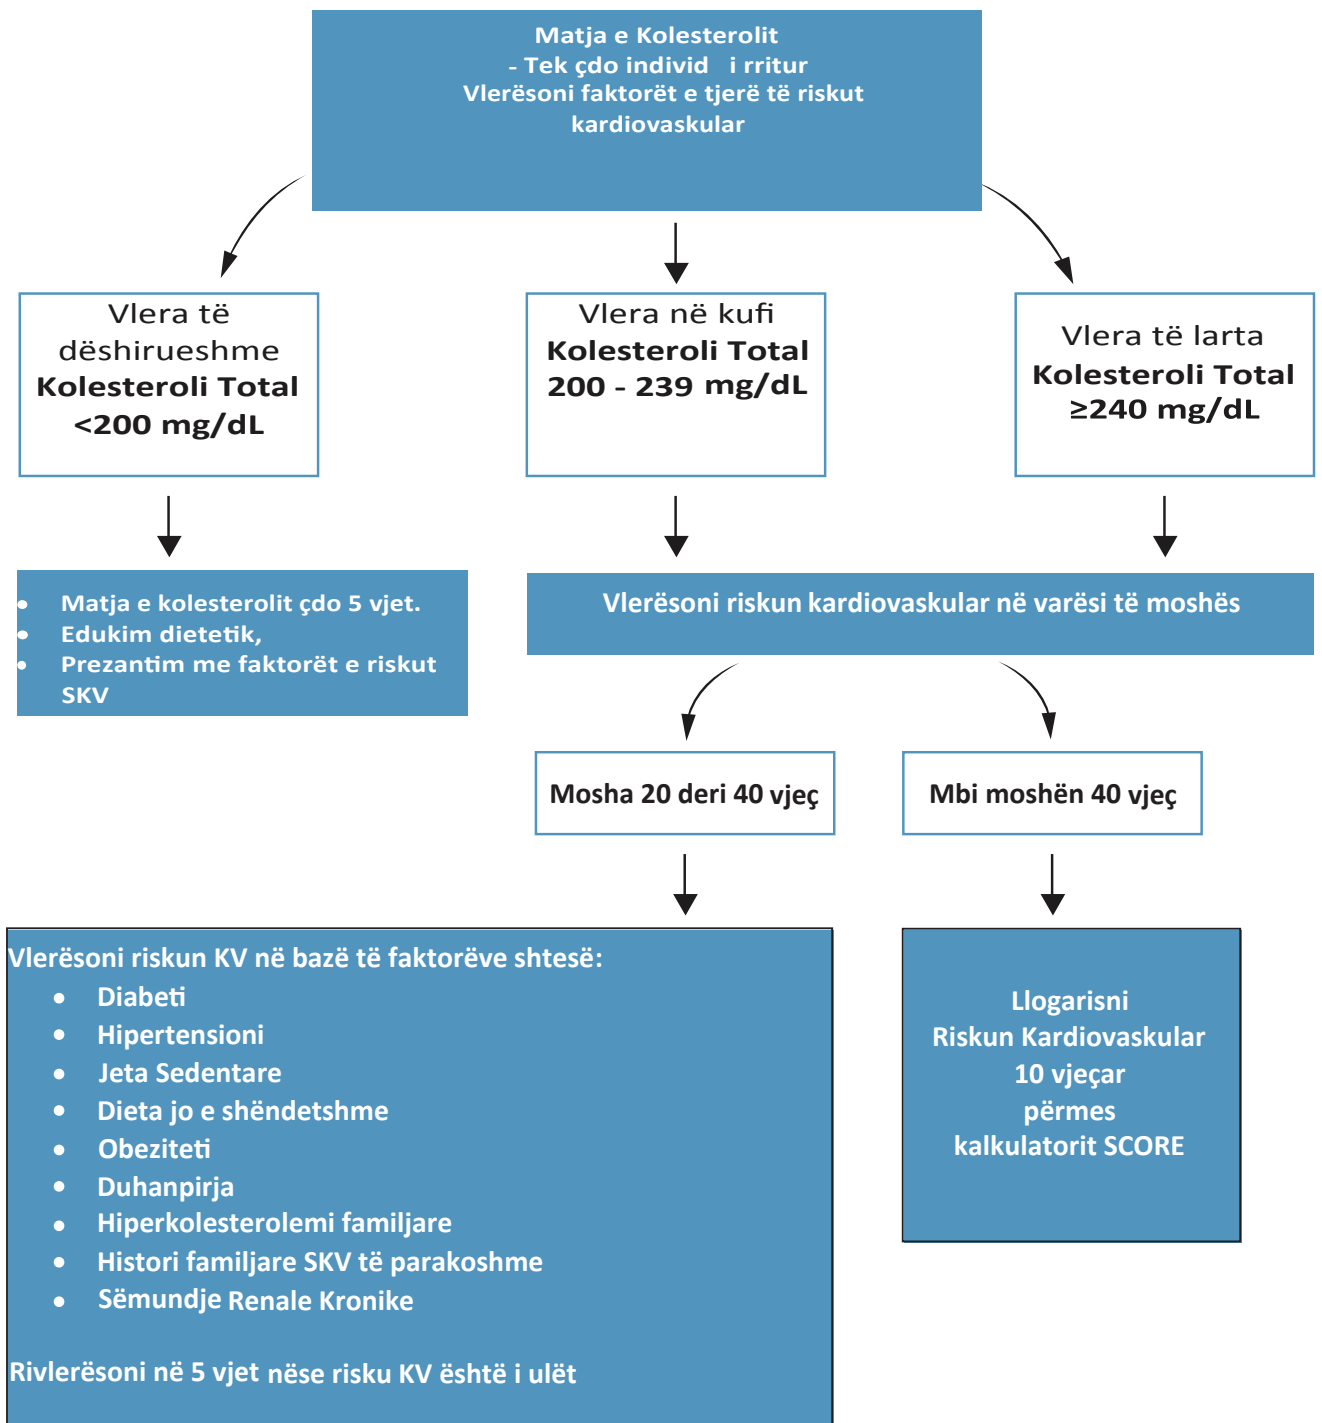 Matja e Kolesterolit
- Tek çdo individ i rritur
Vlerësoni faktorët e tjerë të riskut
kardiovaskular
Vlera të
dëshirueshme
Kolesteroli Total
<200 mg/dL
Vlera në kufi
Kolesteroli Total
200 - 239 mg/dL
Vlera të larta
Kolesteroli Total
≥240 mg/dL
• Matja e kolesterolit çdo 5 vjet.
• Edukim dietetik,
• Prezantim me faktorët e riskut
SKV
Vlerësoni riskun kardiovaskular në varësi të moshës
Mosha 20 deri 40 vjeç
Mbi moshën 40 vjeç
Vlerësoni riskun KV në bazë të faktorëve shtesë:
• Diabeti
• Hipertensioni
• Jeta Sedentare
• Dieta jo e shëndetshme
• Obeziteti
• Duhanpirja
• Hiperkolesterolemi familjare
• Histori familjare SKV të parakoshme
• Sëmundje Renale Kronike
Rivlerësoni në 5 vjet nëse risku KV është i ulët
Llogarisni
Riskun Kardiovaskular
10 vjeçar
përmes
kalkulatorit SCORE